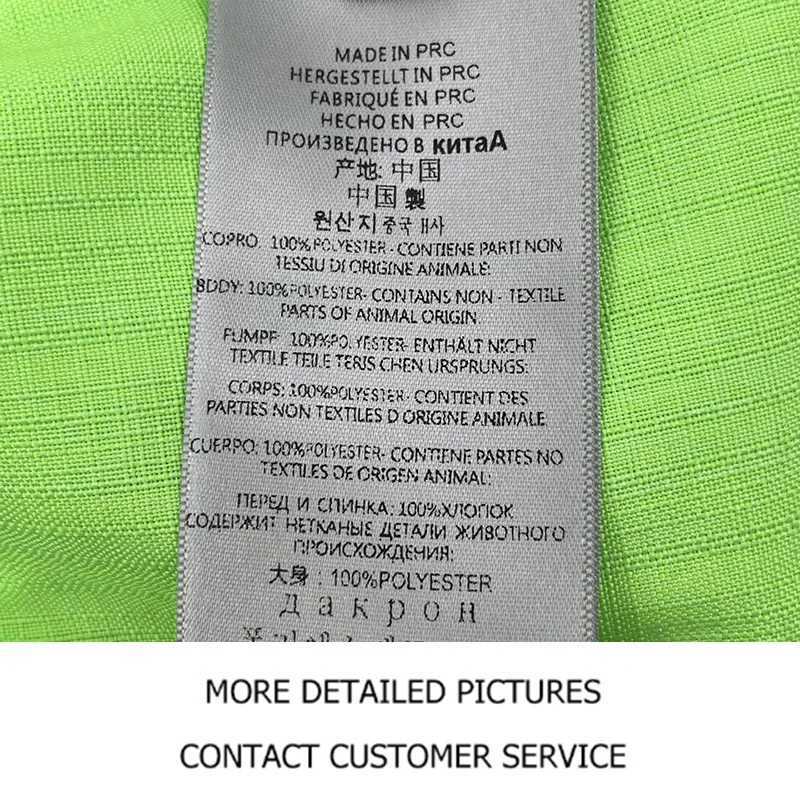 MADE IN PRC
HERGESTELLT IN PRC
FABRIQUÉ EN PRC
HECHO EN PRC
ПРОИЗВЕДЕНО В китаА
产地: 中国
中国 製
원산지 중국
COPRO: 100%POLYESTER - CONTIENE PARTI NON
TESSIU DI ORIGINE ANIMALE:
BDDY: 100%POLYESTER- CONTAINS NON - TEXTILE
PARTS OF ANIMAL ORIGIN.
100%POLYESTER- ENTHÄLT NICHT
TEXTILE TEILE TERIS CHEN URSPRUNGS:
CORPS: 100%POLYESTER- CONTIENT DES
PARTIES NON TEXTILES D ORIGINE ANIMALE:
CUERPO: 100%POLYESTER- CONTIENE PARTES NO
TEXTILES DE ORIGEN ANIMAL:
ПЕРЕД И СПИНКА: 100%ХЛОПОК
СОДЕРЖИТ НЕТКАНЫЕ ДЕТАЛИ ЖИВОТНОГО
ПРОИСХОЖДЕНИЯ:
大身 : 100%POLYESTER
Дакрон
MORE DETAILED PICTURES
CONTACT CUSTOMER SERVICE